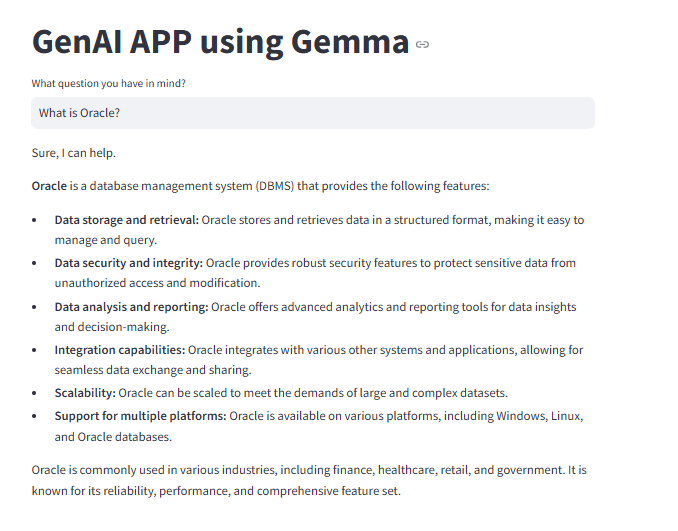 GenAI APP using Gemma
What question you have in mind?
What is Oracle?
Sure, I can help.
Oracle is a database management system (DBMS) that provides the following features:
• Data storage and retrieval: Oracle stores and retrieves data in a structured format, making it easy to
manage and query.
• Data security and integrity: Oracle provides robust security features to protect sensitive data from
unauthorized access and modification.
• Data analysis and reporting: Oracle offers advanced analytics and reporting tools for data insights
and decision-making.
• Integration capabilities: Oracle integrates with various other systems and applications, allowing for
seamless data exchange and sharing.
• Scalability: Oracle can be scaled to meet the demands of large and complex datasets.
• Support for multiple platforms: Oracle is available on various platforms, including Windows, Linux,
and Oracle databases.
Oracle is commonly used in various industries, including finance, healthcare, retail, and government. It is
known for its reliability, performance, and comprehensive feature set.